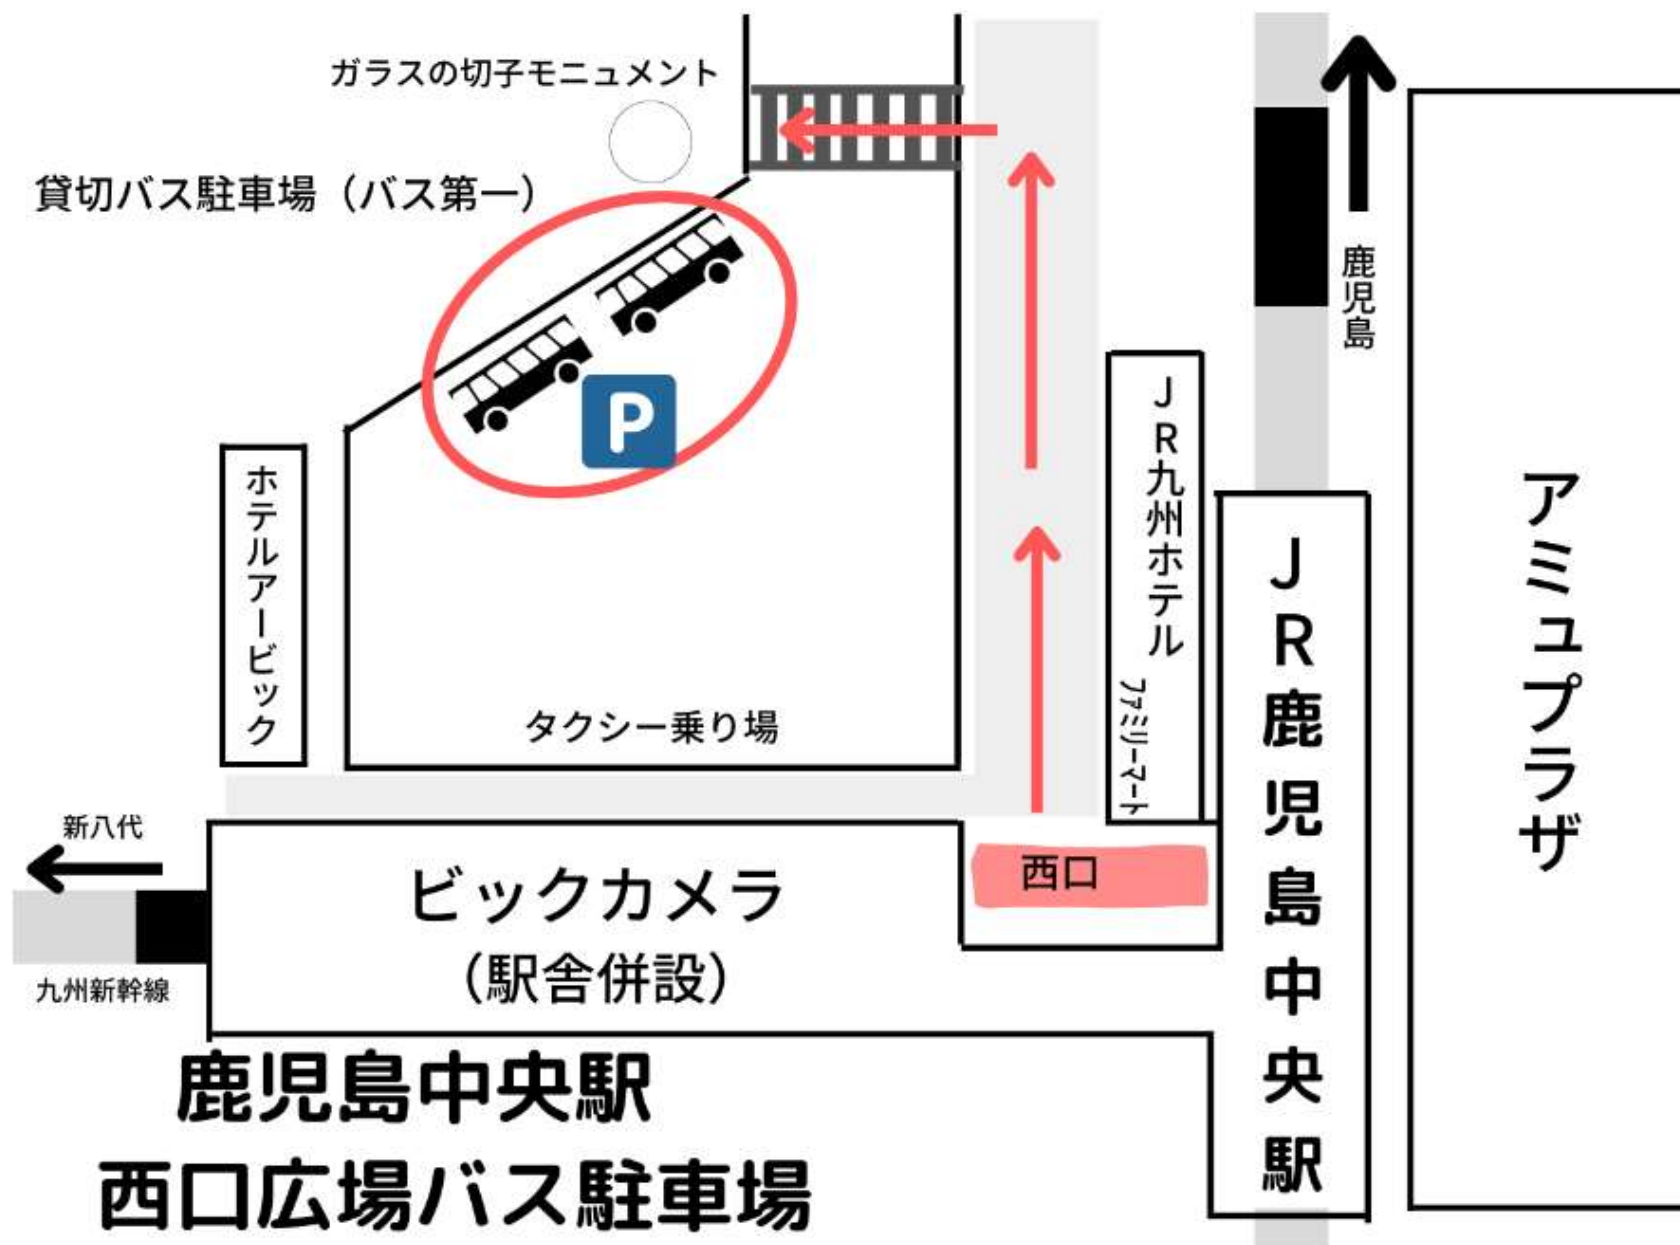 ガラスの切子モニュメント
貸切バス駐車場（バス第一）
鹿児島
P
JR九州ホテル
ファミリーマート
ホテルアービック
JR鹿児島中央駅
アミュプラザ
タクシー乗り場
新八代
西口
ビックカメラ
（駅舎併設）
九州新幹線
鹿児島中央駅
西口広場バス駐車場